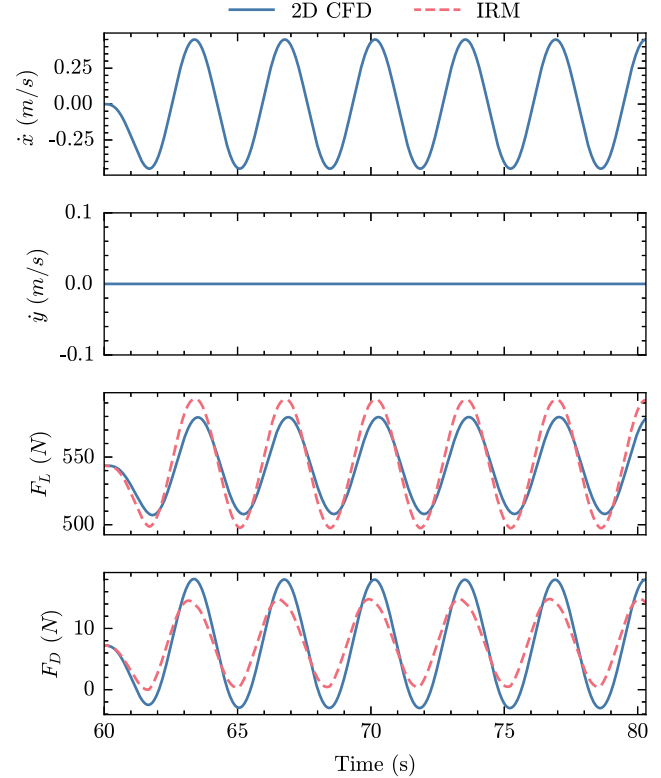 2D CFD IRM
0.25
0.00
-0.25
ẋ (m/s)
0.1
0.0
-0.1
ẏ (m/s)
550
500
F_L (N)
10
0
F_D (N)
60 65 70 75 80
Time (s)